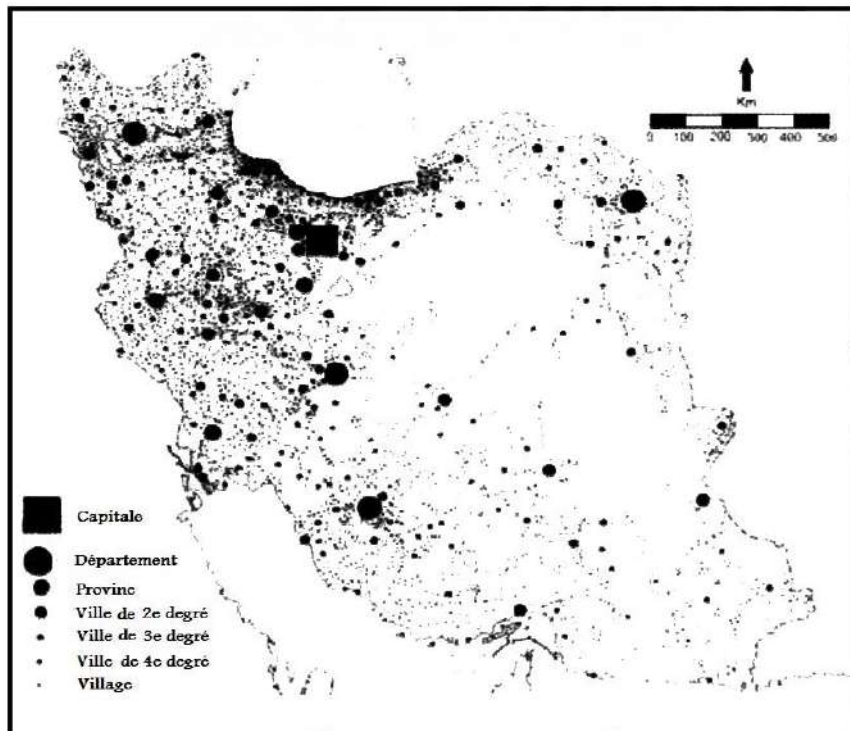 Km
0 100 200 300 400 500
Capitale
Département
Provinc
Ville de 2e degré
Ville de 3e degré
Ville de 4e degré
Village